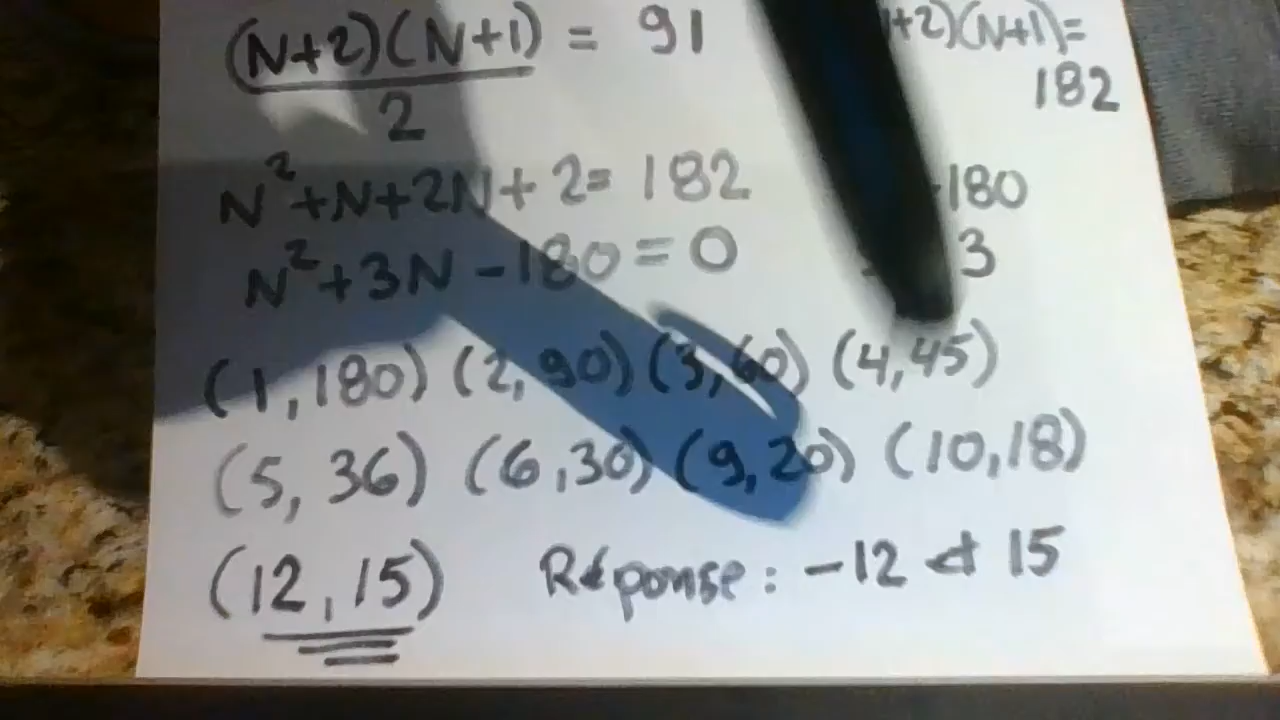 (N+2)(N+1) = 91
2
+2)(N+1)=
182
N²+N+2N+2=182
N²+3N-180=0
-180
3
(1,180) (2,90) (3,60) (4,45)
(5,36) (6,30) (9,20) (10,18)
(12,15) Réponse: -12 et 15